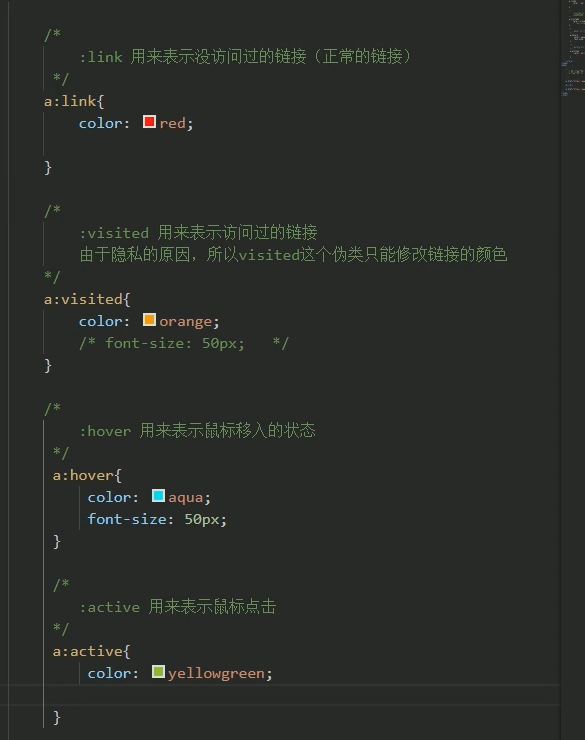 /*
:link 用来表示没访问过的链接（正常的链接）
*/
a:link{
color: red;
}
/*
:visited 用来表示访问过的链接
由于隐私的原因，所以visited这个伪类只能修改链接的颜色
*/
a:visited{
color: orange;
/* font-size: 50px;   */
}
/*
:hover 用来表示鼠标移入的状态
*/
a:hover{
color: aqua;
font-size: 50px;
}
/*
:active 用来表示鼠标点击
*/
a:active{
color: yellowgreen;
}